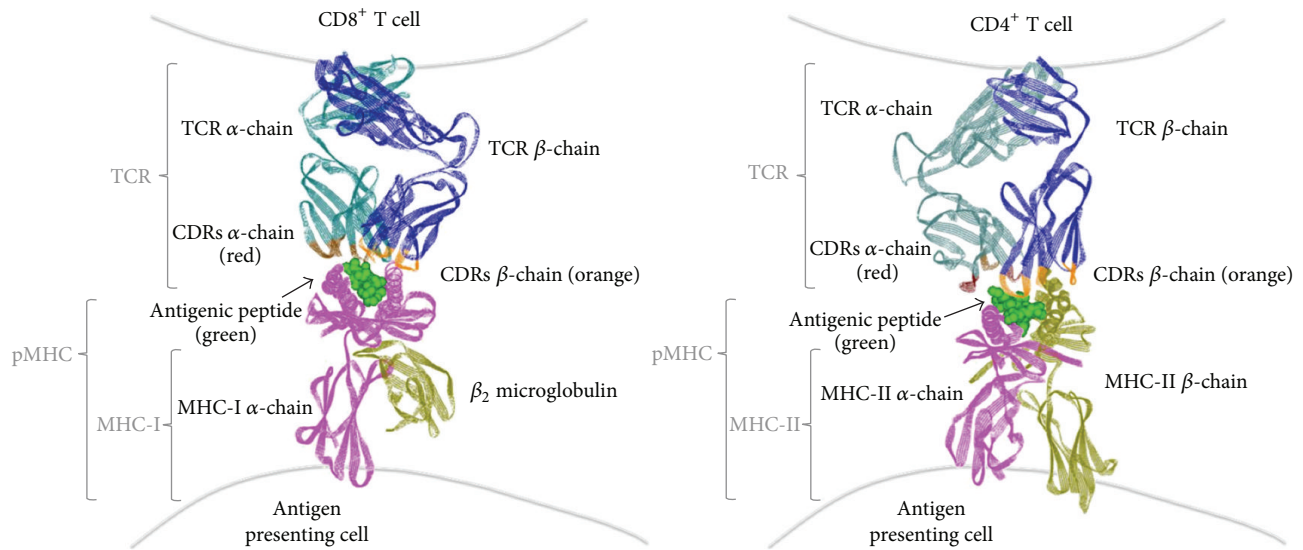 CD8⁺ T cell
TCR α-chain
TCR β-chain
TCR
CDRs α-chain
(red)
CDRs β-chain (orange)
Antigenic peptide
(green)
pMHC
MHC-I α-chain
β₂ microglobulin
MHC-I
Antigen
presenting cell
CD4⁺ T cell
TCR α-chain
TCR β-chain
TCR
CDRs α-chain
(red)
CDRs β-chain (orange)
Antigenic peptide
(green)
pMHC
MHC-II β-chain
MHC-II α-chain
MHC-II
Antigen
presenting cell